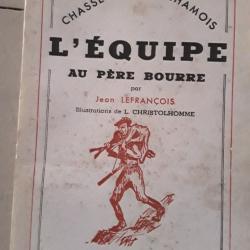 CHASSE
CHAMOIS
L'ÉQUIPE
AU PÈRE BOURRE
par
Jean LEFRANÇOIS
Illustrations de L. CHRISTOLHOMME